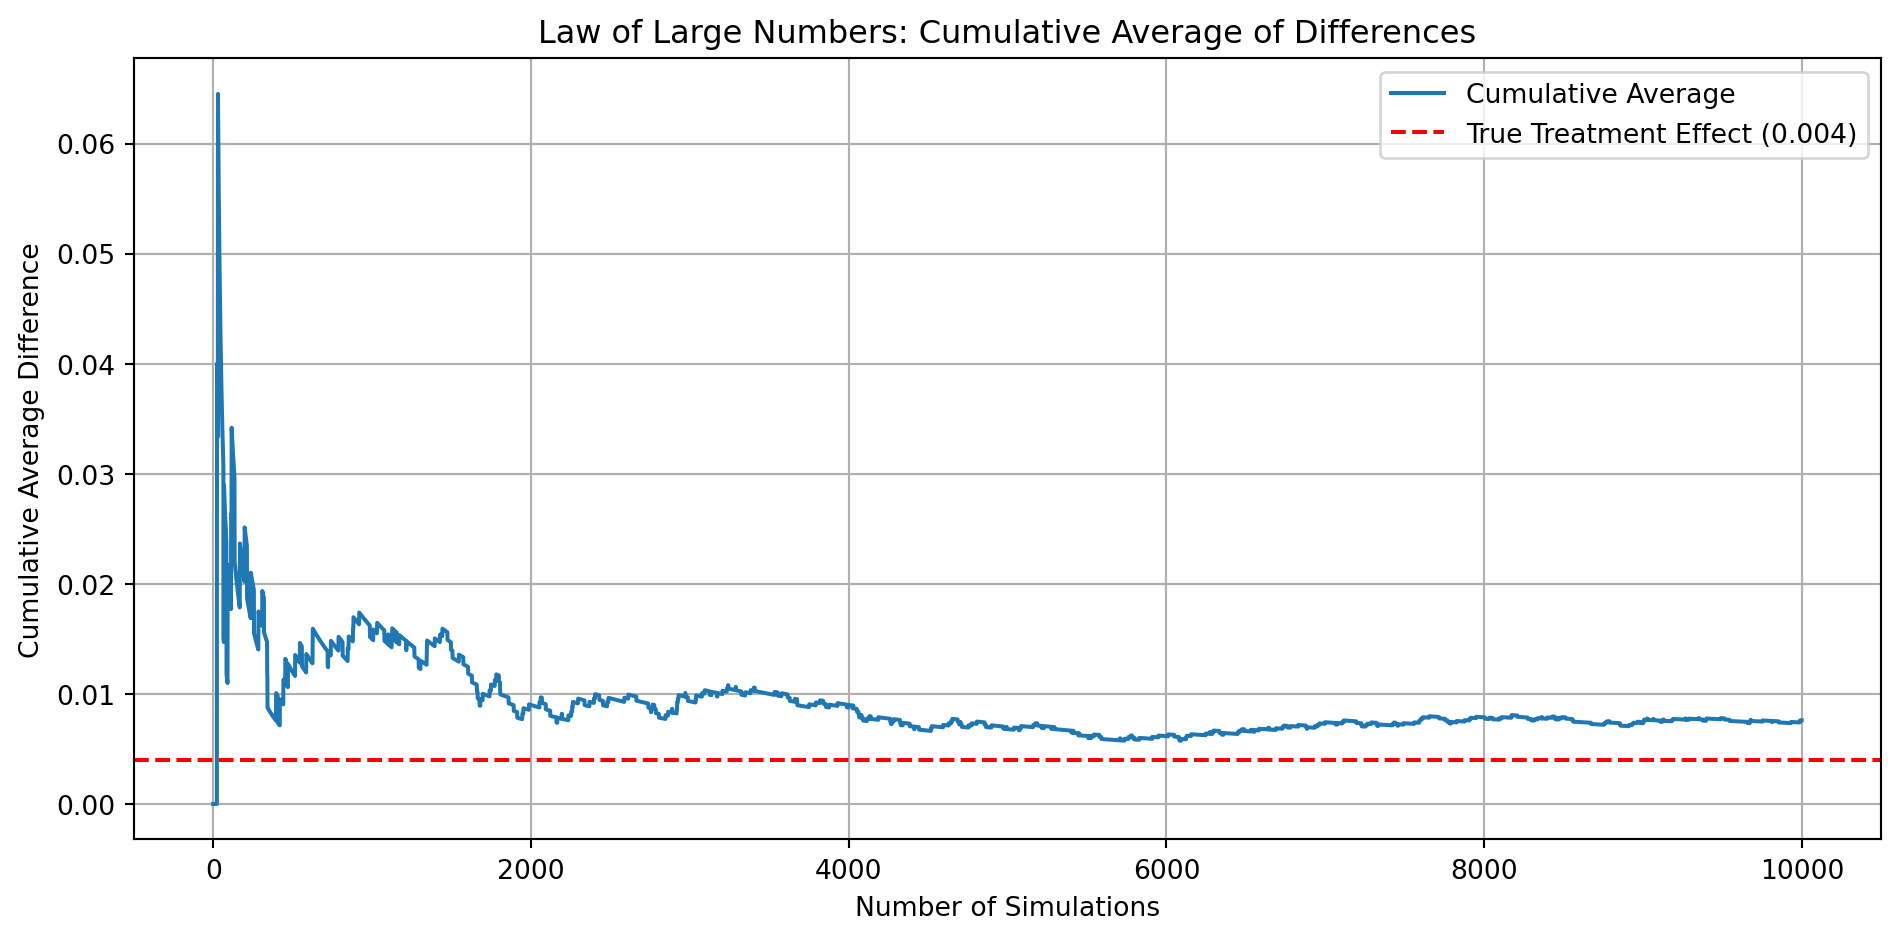 Law of Large Numbers: Cumulative Average of Differences
Cumulative Average
True Treatment Effect (0.004)
Cumulative Average Difference
0.06
0.05
0.04
0.03
0.02
0.01
0.00
0
2000
4000
6000
8000
10000
Number of Simulations